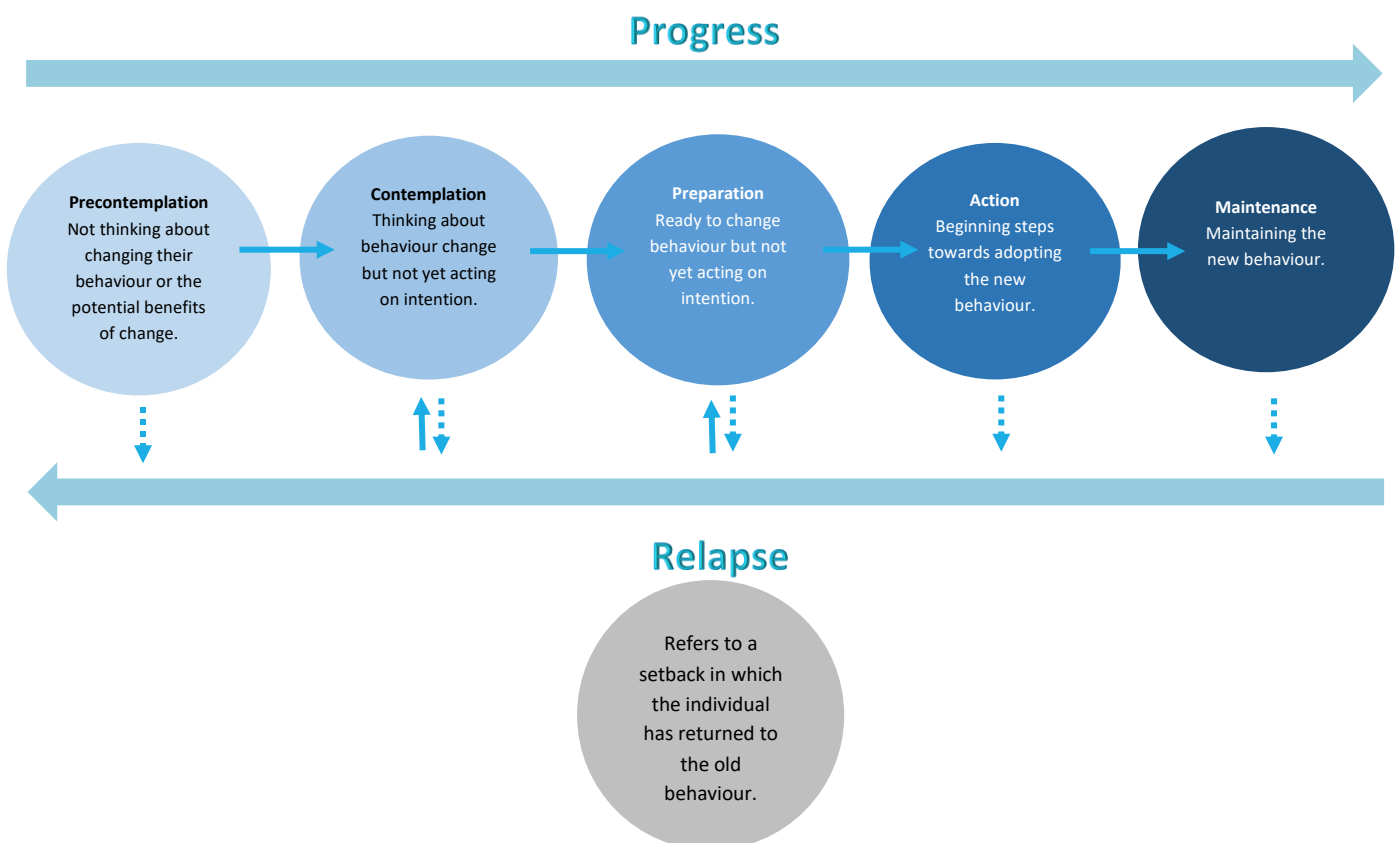 Progress
Precontemplation
Not thinking about
changing their
behaviour or the
potential benefits
of change.
Contemplation
Thinking about
behaviour change
but not yet acting
on intention.
Preparation
Ready to change
behaviour but not
yet acting on
intention.
Action
Beginning steps
towards adopting
the new
behaviour.
Maintenance
Maintaining the
new behaviour.
Relapse
Refers to a
setback in which
the individual
has returned to
the old
behaviour.